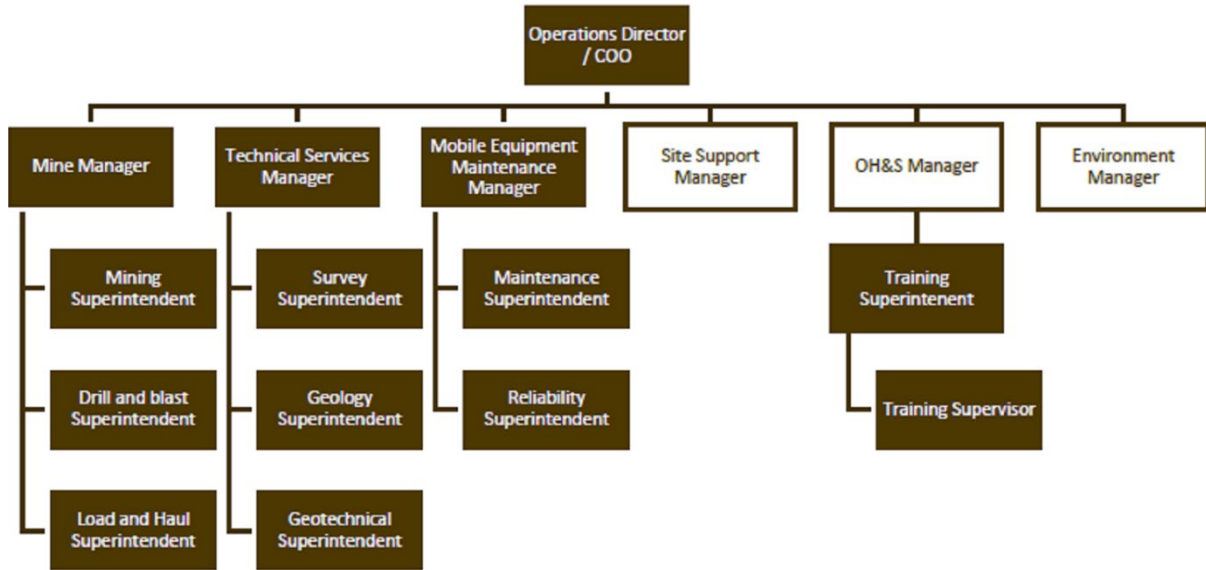 Operations Director
/ COO
Mine Manager
Technical Services
Manager
Mobile Equipment
Maintenance
Manager
Site Support
Manager
OH&S Manager
Environment
Manager
Mining
Superintendent
Survey
Superintendent
Maintenance
Superintendent
Training
Superintenent
Drill and blast
Superintendent
Geology
Superintendent
Reliability
Superintendent
Training Supervisor
Load and Haul
Superintendent
Geotechnical
Superintendent